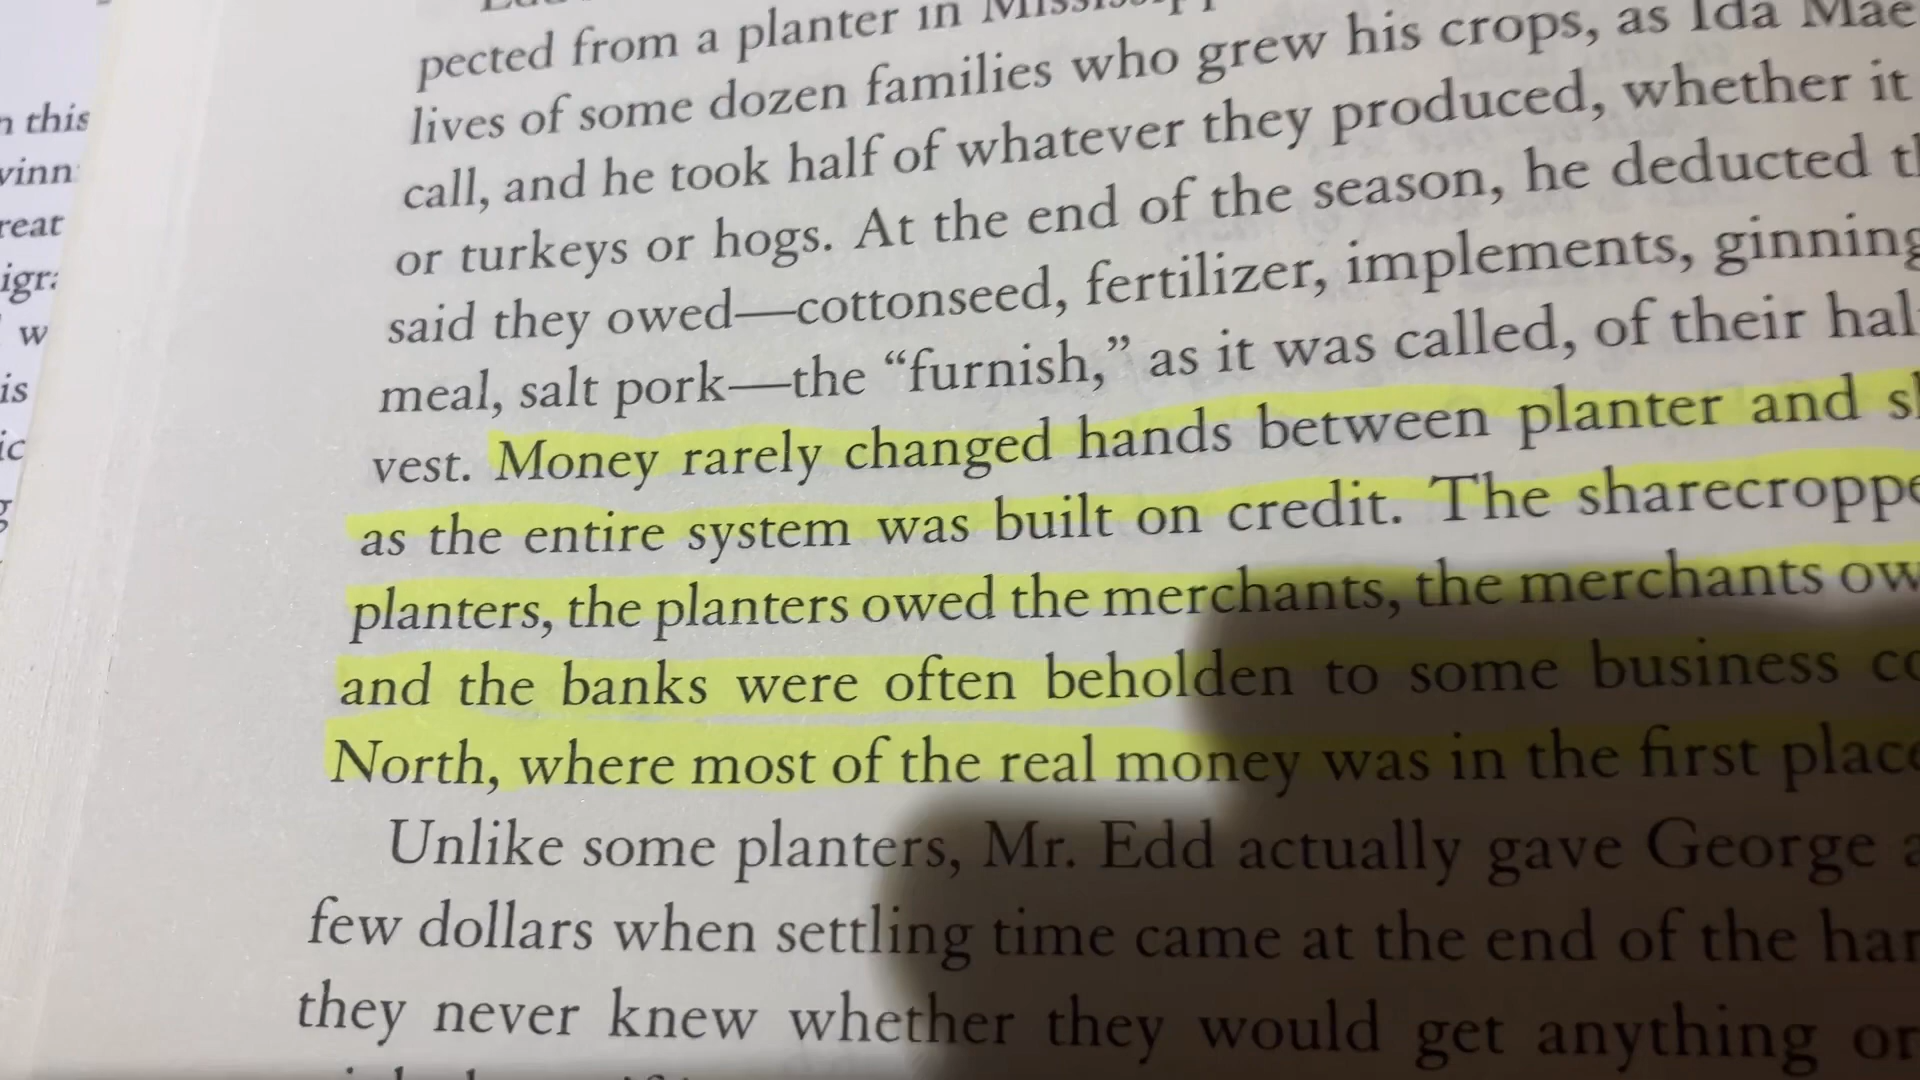 this
reat
w
is
ic
pected from a planter in
lives of some dozen families who grew his crops, as Ida Mae
call, and he took half of whatever they produced, whether it
or turkeys or hogs. At the end of the season, he deducted
said they owed—cottonseed, fertilizer, implements, ginning
meal, salt pork—the “furnish,” as it was called, of their
vest. Money rarely changed hands between planter and
as the entire system was built on credit. The
planters, the planters owed the merchants, the merchants
and the banks were often beholden to some business
North, where most of the real money was in the first
Unlike some planters, Mr. Edd actually gave George a
few dollars when settling time came at the end of the
they never knew whether they would get anything or